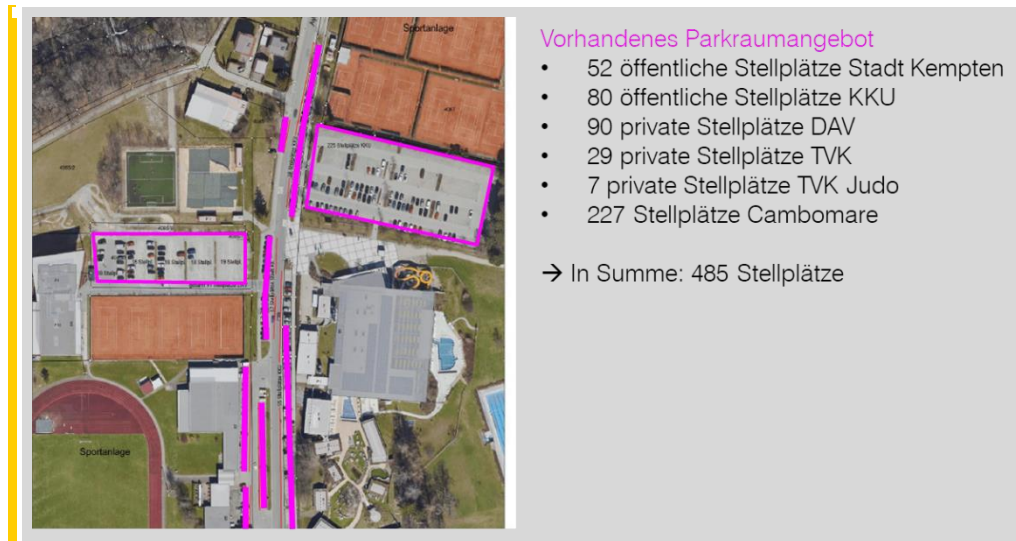 Sportanlage
Vorhandenes Parkraumangebot
• 52 öffentliche Stellplätze Stadt Kempten
• 80 öffentliche Stellplätze KKU
• 90 private Stellplätze DAV
• 29 private Stellplätze TVK
• 7 private Stellplätze TVK Judo
• 227 Stellplätze Cambomare
→ In Summe: 485 Stellplätze
Sportanlage